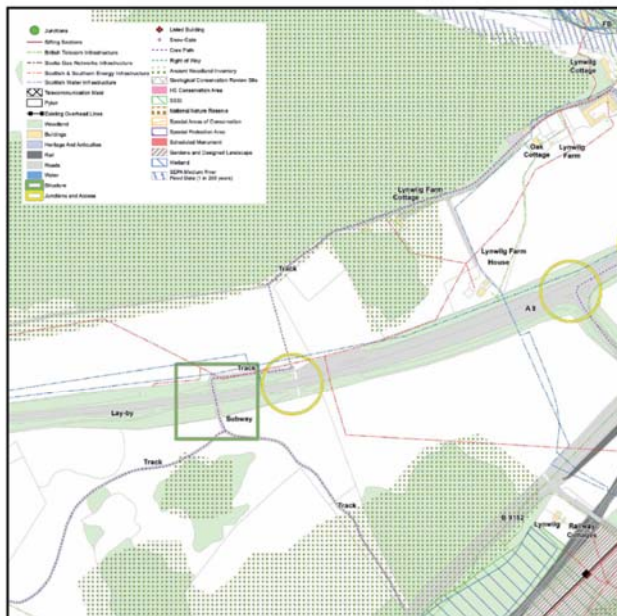 Junctions
Siffing Sections
British Telecom Infrastructure
Scotia Gas Networks Infrastructure
Scottish & Southern Energy Infrastructure
Scottish Water Infrastructure
Telecommunication Mast
Pylon
Existing Overhead Lines
Woodland
Buildings
Heritage And Antiquities
Rail
Roads
Water
Structure
Junctions and Access
Listed Building
Snow Gate
Core Path
Right of Way
Ancient Woodland Inventory
Geological Conservation Review Site
HS Conservation Area
SSSI
National Nature Reserve
Special Areas of Conservation
Special Protection Area
Scheduled Monument
Gardens and Designed Landscape
Wetland
SEPA Medium River
Flood Data (1 in 200 years)
FB
Lynwilg
Cottage
Oak
Cottage
Lynwilg
Farm
Lynwilg Farm
Cottage
Lynwilg Farm
House
Track
A 9
Track
Lay-by
Subway
Track
Track
B 9152
Lynwilg
Railway
Cottages